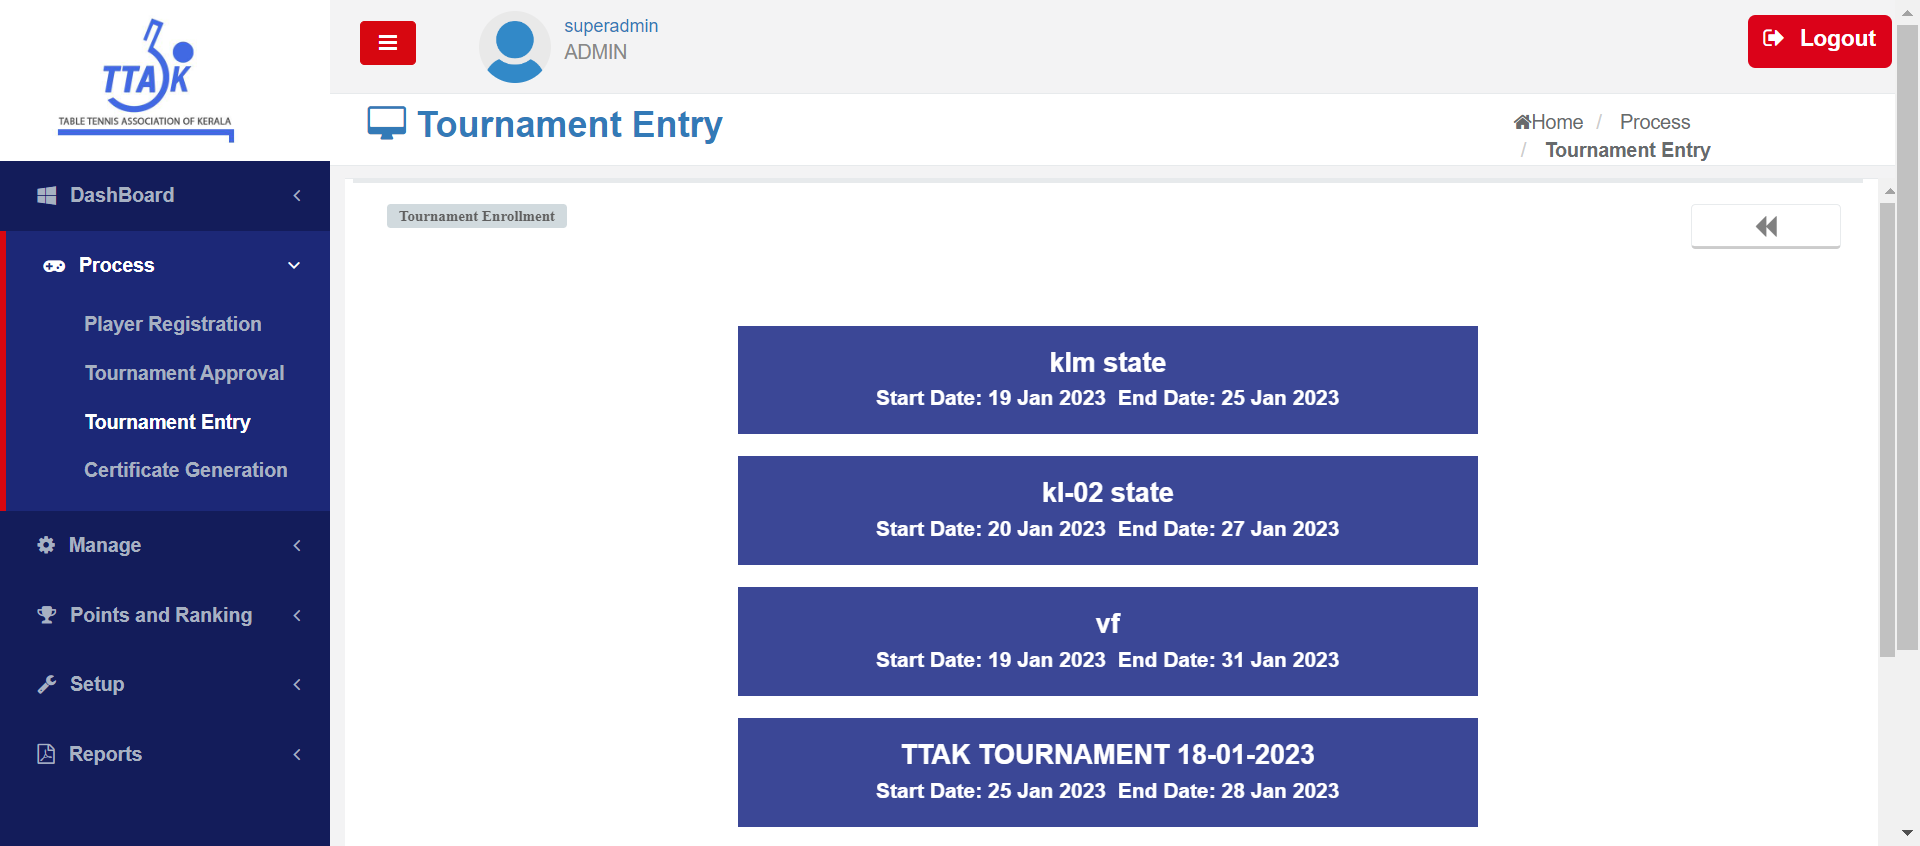 TTAK
TABLE TENNIS ASSOCIATION OF KERALA
DashBoard
Process
Player Registration
Tournament Approval
Tournament Entry
Certificate Generation
Manage
Points and Ranking
Setup
Reports
superadmin
ADMIN
Logout
Tournament Entry
Home / Process
/ Tournament Entry
Tournament Enrollment
klm state
Start Date: 19 Jan 2023 End Date: 25 Jan 2023
kl-02 state
Start Date: 20 Jan 2023 End Date: 27 Jan 2023
vf
Start Date: 19 Jan 2023 End Date: 31 Jan 2023
TTAK TOURNAMENT 18-01-2023
Start Date: 25 Jan 2023 End Date: 28 Jan 2023